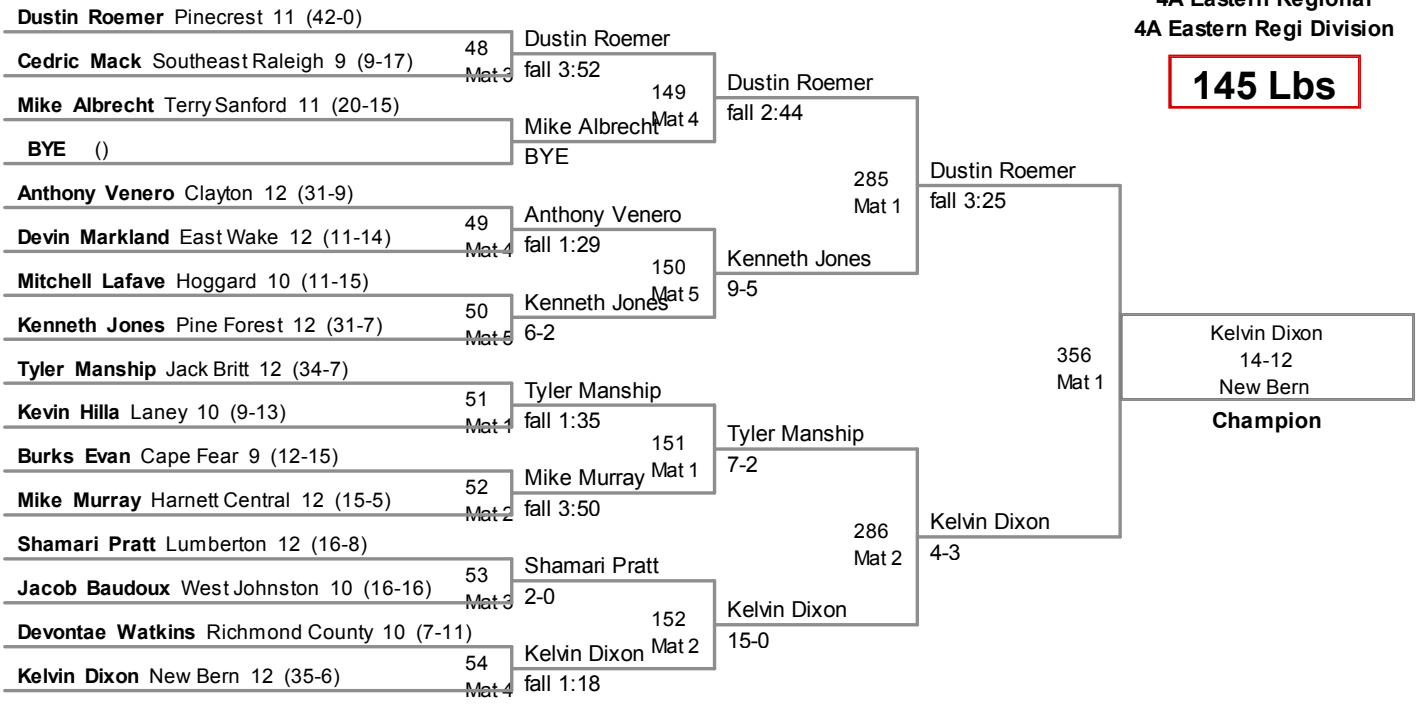 4A Eastern Regional
4A Eastern Regi Division
145 Lbs
Dustin Roemer Pinecrest 11 (42-0)
Cedric Mack Southeast Raleigh 9 (9-17)
Mike Albrecht Terry Sanford 11 (20-15)
BYE ()
Anthony Venero Clayton 12 (31-9)
Devin Markland East Wake 12 (11-14)
Mitchell Lafave Hoggard 10 (11-15)
Kenneth Jones Pine Forest 12 (31-7)
Tyler Manship Jack Britt 12 (34-7)
Kevin Hilla Laney 10 (9-13)
Burks Evan Cape Fear 9 (12-15)
Mike Murray Harnett Central 12 (15-5)
Shamari Pratt Lumberton 12 (16-8)
Jacob Baudoux West Johnston 10 (16-16)
Devontae Watkins Richmond County 10 (7-11)
Kelvin Dixon New Bern 12 (35-6)
48
Mat 3
Dustin Roemer
fall 3:52
Mike Albrecht
BYE
49
Mat 4
Anthony Venero
fall 1:29
50
Mat 5
Kenneth Jones
6-2
51
Mat 1
Tyler Manship
fall 1:35
52
Mat 2
Mike Murray
fall 3:50
53
Mat 3
Shamari Pratt
2-0
54
Mat 4
Kelvin Dixon
fall 1:18
149
Mat 4
Dustin Roemer
fall 2:44
150
Mat 5
Kenneth Jones
9-5
151
Mat 1
Tyler Manship
7-2
152
Mat 2
Kelvin Dixon
15-0
285
Mat 1
Dustin Roemer
fall 3:25
286
Mat 2
Kelvin Dixon
4-3
356
Mat 1
Kelvin Dixon
14-12
New Bern
Champion